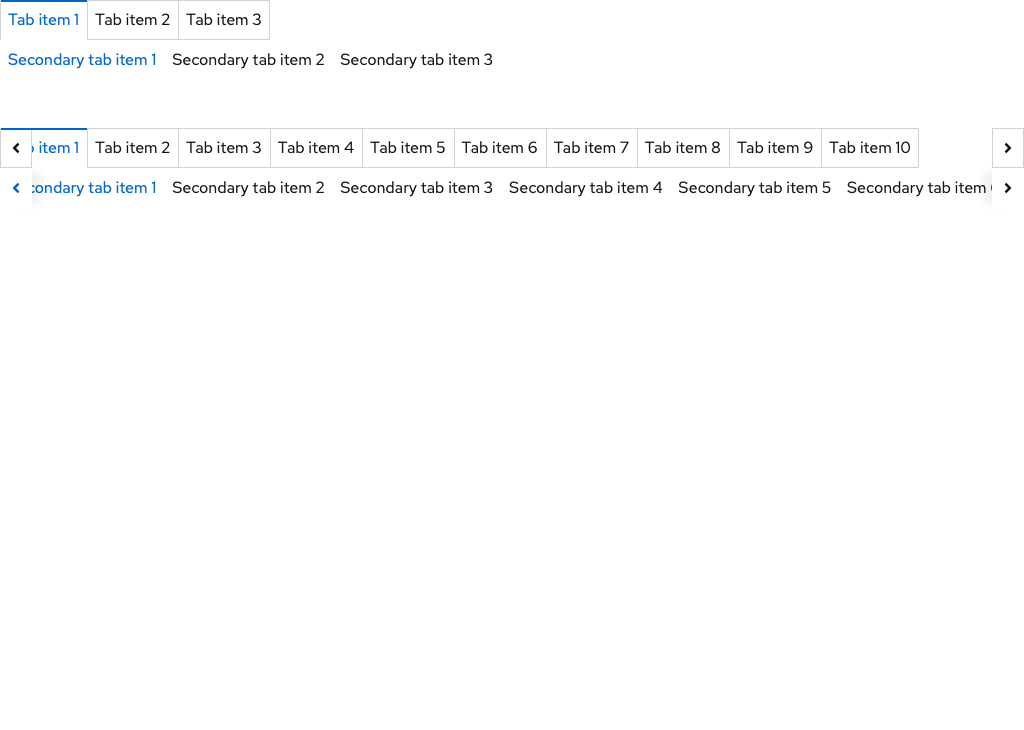 Tab item 1 Tab item 2 Tab item 3
Secondary tab item 1 Secondary tab item 2 Secondary tab item 3
item 1 Tab item 2 Tab item 3 Tab item 4 Tab item 5 Tab item 6 Tab item 7 Tab item 8 Tab item 9 Tab item 10
condary tab item 1 Secondary tab item 2 Secondary tab item 3 Secondary tab item 4 Secondary tab item 5 Secondary tab item